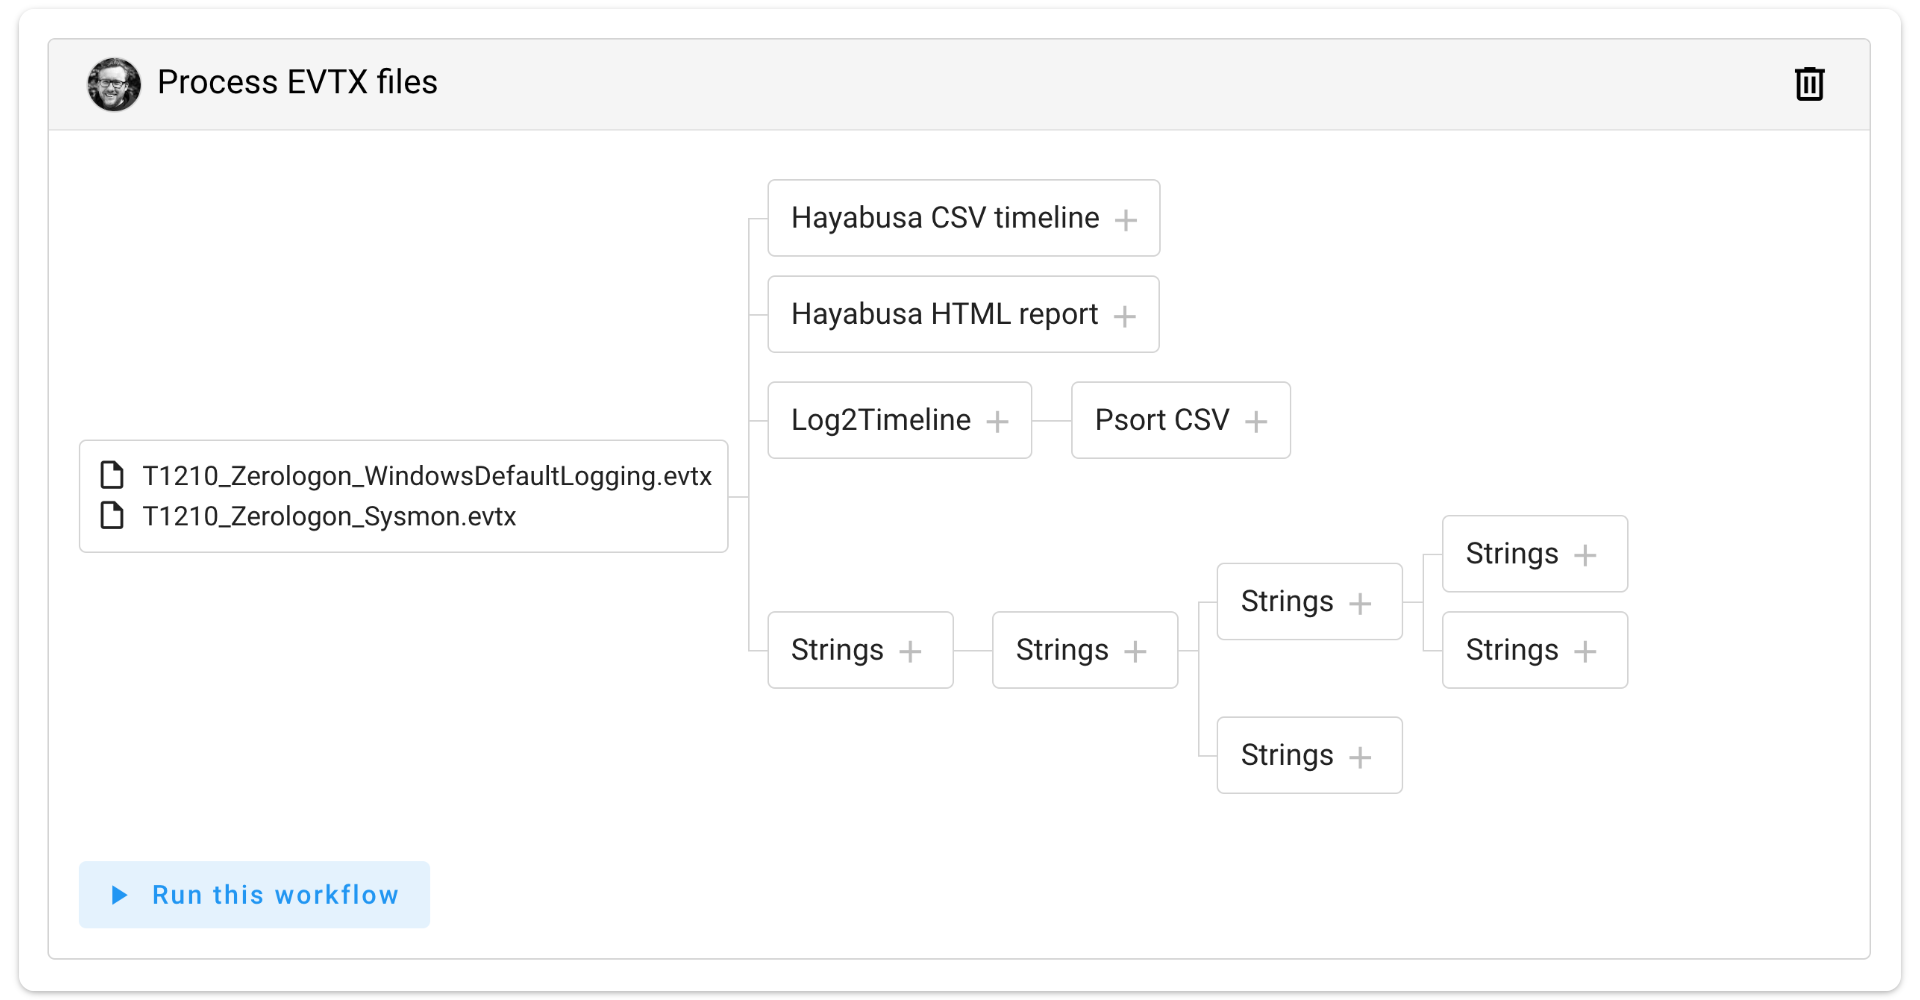 Process EVTX files
Hayabusa CSV timeline
Hayabusa HTML report
Log2Timeline
Psort CSV
T1210_Zerologon_WindowsDefaultLogging.evtx
T1210_Zerologon_Sysmon.evtx
Strings
Strings
Strings
Strings
Strings
Strings
Run this workflow